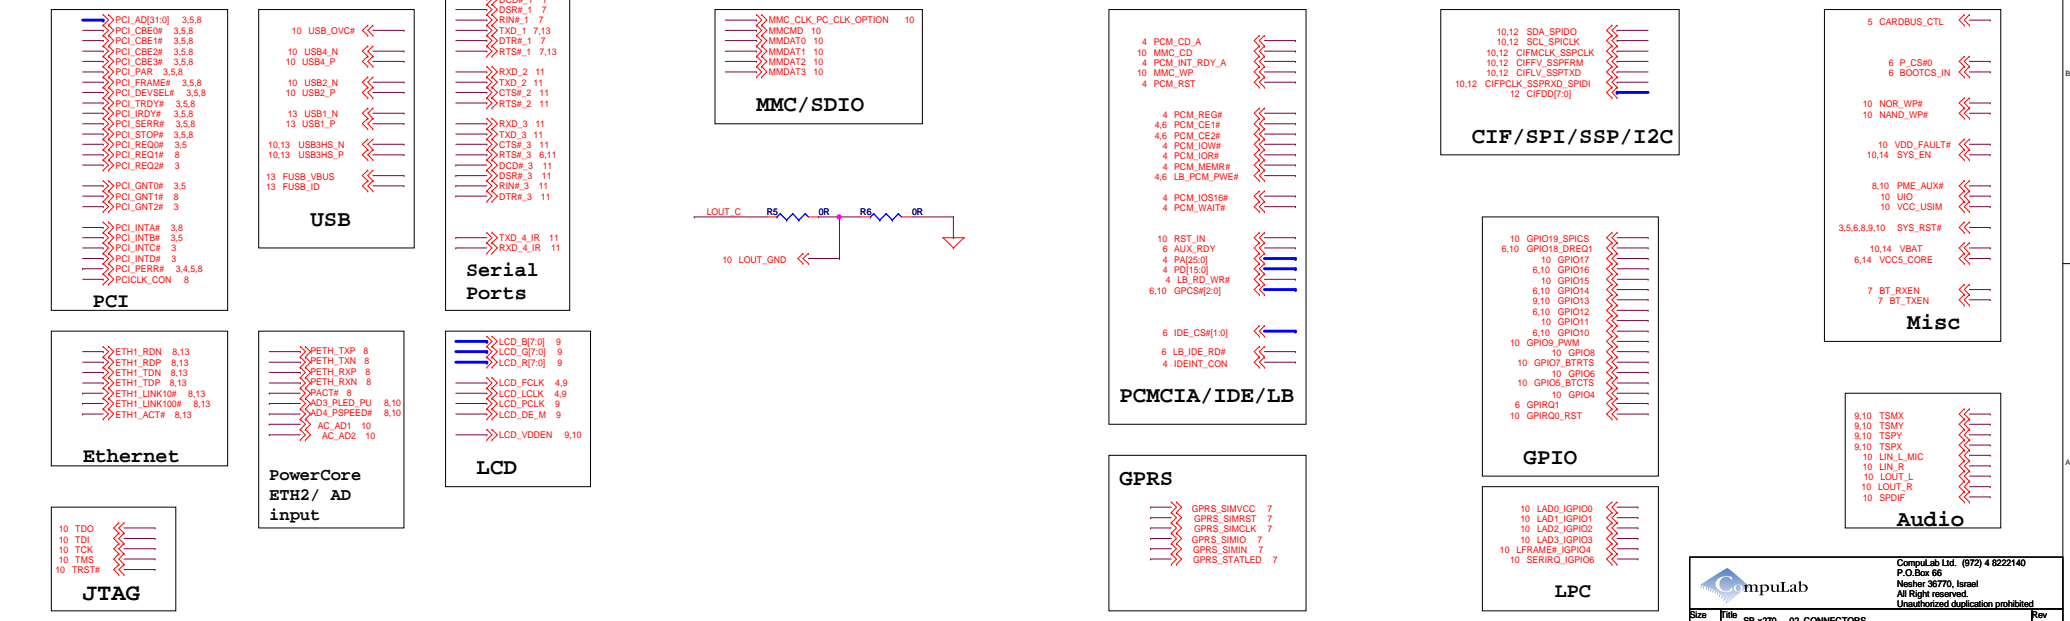 PCI_AD[31:0] 3,5,8
PCI_CBE0# 3,5,8
PCI_CBE1# 3,5,8
PCI_CBE2# 3,5,8
PCI_CBE3# 3,5,8
PCI_PAR 3,5,8
PCI_FRAME# 3,5,8
PCI_DEVSEL# 3,5,8
PCI_TRDY# 3,5,8
PCI_IRDY# 3,5,8
PCI_SERR# 3,5,8
PCI_STOP# 3,5,8
PCI_REQ0# 3,5
PCI_REQ1# 8
PCI_REQ2# 3
PCI_GNT0# 3,5
PCI_GNT1# 8
PCI_GNT2# 3
PCI_INTA# 3,8
PCI_INTB# 3,5
PCI_INTC# 3
PCI_INTD# 3
PCI_PERR# 3,4,5,8
PCICLK_CON 8
PCI
10 USB_OVC#
10 USB4_N
10 USB4_P
10 USB2_N
10 USB2_P
13 USB1_N
13 USB1_P
10,13 USB3HS_N
10,13 USB3HS_P
13 FUSB_VBUS
13 FUSB_ID
USB
DSR#_1 7
RIN#_1 7
TXD_1 7,13
DTR#_1 7
RTS#_1 7,13
RXD_2 11
TXD_2 11
CTS#_2 11
RTS#_2 11
RXD_3 11
TXD_3 11
CTS#_3 11
RTS#_3 6,11
DCD#_3 11
DSR#_3 11
RIN#_3 11
DTR#_3 11
TXD_4_IR 11
RXD_4_IR 11
Serial
Ports
MMC_CLK_PC_CLK_OPTION 10
MMCMD 10
MMDAT0 10
MMDAT1 10
MMDAT2 10
MMDAT3 10
MMC/SDIO
LOUT_C R5 0R R6 0R
10 LOUT_GND
4 PCM_CD_A
10 MMC_CD
4 PCM_INT_RDY_A
10 MMC_WP
4 PCM_RST
4 PCM_REG#
4,6 PCM_CE1#
4,6 PCM_CE2#
4 PCM_IOW#
4 PCM_IOR#
4 PCM_MEMR#
4,6 LB_PCM_PWE#
4 PCM_IOS16#
4 PCM_WAIT#
10 RST_IN
6 AUX_RDY
4 PA[25:0]
4 PD[15:0]
4 LB_RD_WR#
6,10 GPCS#[2:0]
6 IDE_CS#[1:0]
6 LB_IDE_RD#
4 IDEINT_CON
PCMCIA/IDE/LB
10,12 SDA_SPIDO
10,12 SCL_SPICLK
10,12 CIFMCLK_SSPCLK
10,12 CIFFV_SSPFRM
10,12 CIFLV_SSPTXD
10,12 CIFPCLK_SSPRXD_SPIDI
12 CIFDD[7:0]
CIF/SPI/SSP/I2C
10 GPIO19_SPICS
6,10 GPIO18_DREQ1
10 GPIO17
6,10 GPIO16
10 GPIO15
6,10 GPIO14
9,10 GPIO13
6,10 GPIO12
10 GPIO11
6,10 GPIO10
10 GPIO9_PWM
10 GPIO8
10 GPIO7_BTRTS
10 GPIO6
10 GPIO5_BTCTS
10 GPIO4
6 GPIRQ1
10 GPIRQ0_RST
GPIO
5 CARDBUS_CTL
6 P_CS#0
6 BOOTCS_IN
10 NOR_WP#
10 NAND_WP#
10 VDD_FAULT#
10,14 SYS_EN
8,10 PME_AUX#
10 UIO
10 VCC_USIM
3,5,6,8,9,10 SYS_RST#
10,14 VBAT
6,14 VCC5_CORE
7 BT_RXEN
7 BT_TXEN
Misc
B
A
ETH1_RDN 8,13
ETH1_RDP 8,13
ETH1_TDN 8,13
ETH1_TDP 8,13
ETH1_LINK10# 8,13
ETH1_LINK100# 8,13
ETH1_ACT# 8,13
Ethernet
PETH_TXP 8
PETH_TXN 8
PETH_RXP 8
PETH_RXN 8
PACT# 8
AD3_PLED_PU 8,10
AD4_PSPEED# 8,10
AC_AD1 10
AC_AD2 10
PowerCore
ETH2/ AD
input
LCD_B[7:0] 9
LCD_G[7:0] 9
LCD_R[7:0] 9
LCD_FCLK 4,9
LCD_LCLK 4,9
LCD_PCLK 9
LCD_DE_M 9
LCD_VDDEN 9,10
LCD
GPRS
GPRS_SIMVCC 7
GPRS_SIMRST 7
GPRS_SIMCLK 7
GPRS_SIMIO 7
GPRS_SIMIN 7
GPRS_STATLED 7
10 LAD0_IGPIO0
10 LAD1_IGPIO1
10 LAD2_IGPIO2
10 LAD3_IGPIO3
10 LFRAME#_IGPIO4
10 SERIRQ_IGPIO6
LPC
9,10 TSMX
9,10 TSMY
9,10 TSPY
9,10 TSPX
10 LIN_L_MIC
10 LIN_R
10 LOUT_L
10 LOUT_R
10 SPDIF
Audio
10 TDO
10 TDI
10 TCK
10 TMS
10 TRST#
JTAG
CompuLab
CompuLab Ltd. (972) 4 8222140
P.O.Box 66
Nesher 36770, Israel
All Right reserved.
Unauthorized duplication prohibited
Size Title Rev
SB-x270 02_CONNECTORS